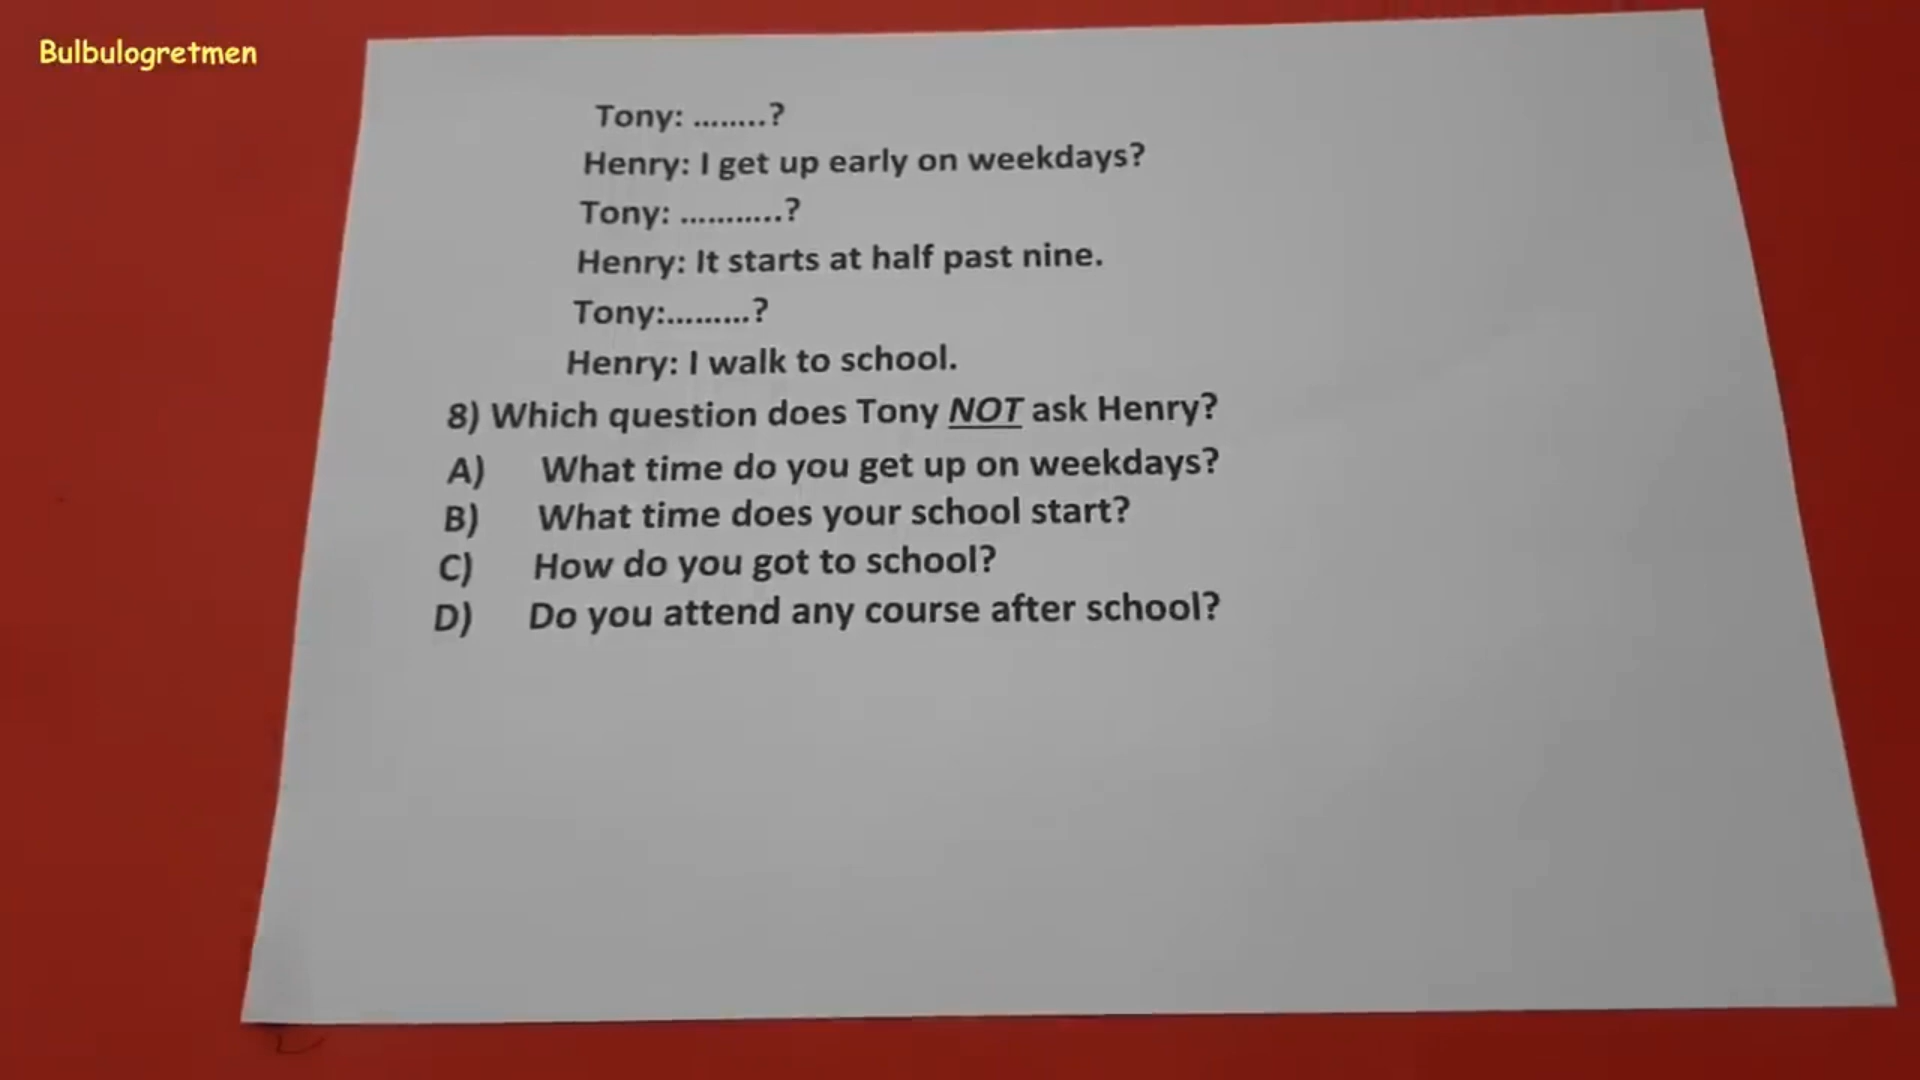 Bulbulogretmen
Tony: ........?
Henry: I get up early on weekdays?
Tony: ...........?
Henry: It starts at half past nine.
Tony:.........?
Henry: I walk to school.
8) Which question does Tony NOT ask Henry?
A) What time do you get up on weekdays?
B) What time does your school start?
C) How do you got to school?
D) Do you attend any course after school?